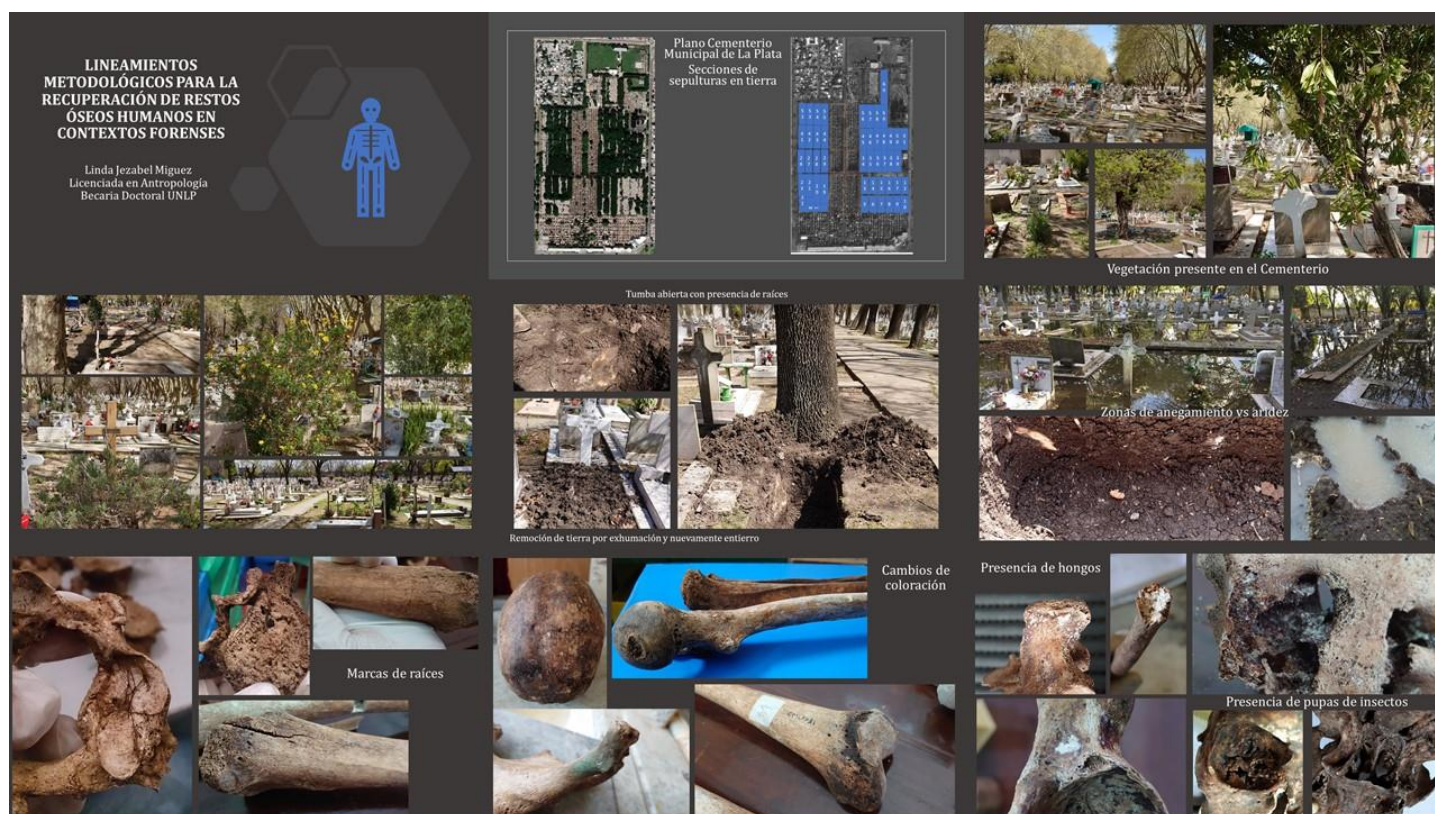 LINEAMIENTOS
METODOLÓGICOS PARA LA
RECUPERACIÓN DE RESTOS
ÓSEOS HUMANOS EN
CONTEXTOS FORENSES
Linda Jezabel Miguez
Licenciada en Antropología
Becaria Doctoral UNLP
Plano Cementerio
Municipal de La Plata
Secciones de
sepulturas en tierra
Vegetación presente en el Cementerio
Tumba abierta con presencia de raíces
Remoción de tierra por exhumación y nuevamente entierro
Zonas de anegamiento vs aridez
Marcas de raíces
Cambios de
coloración
Presencia de hongos
Presencia de pupas de insectos